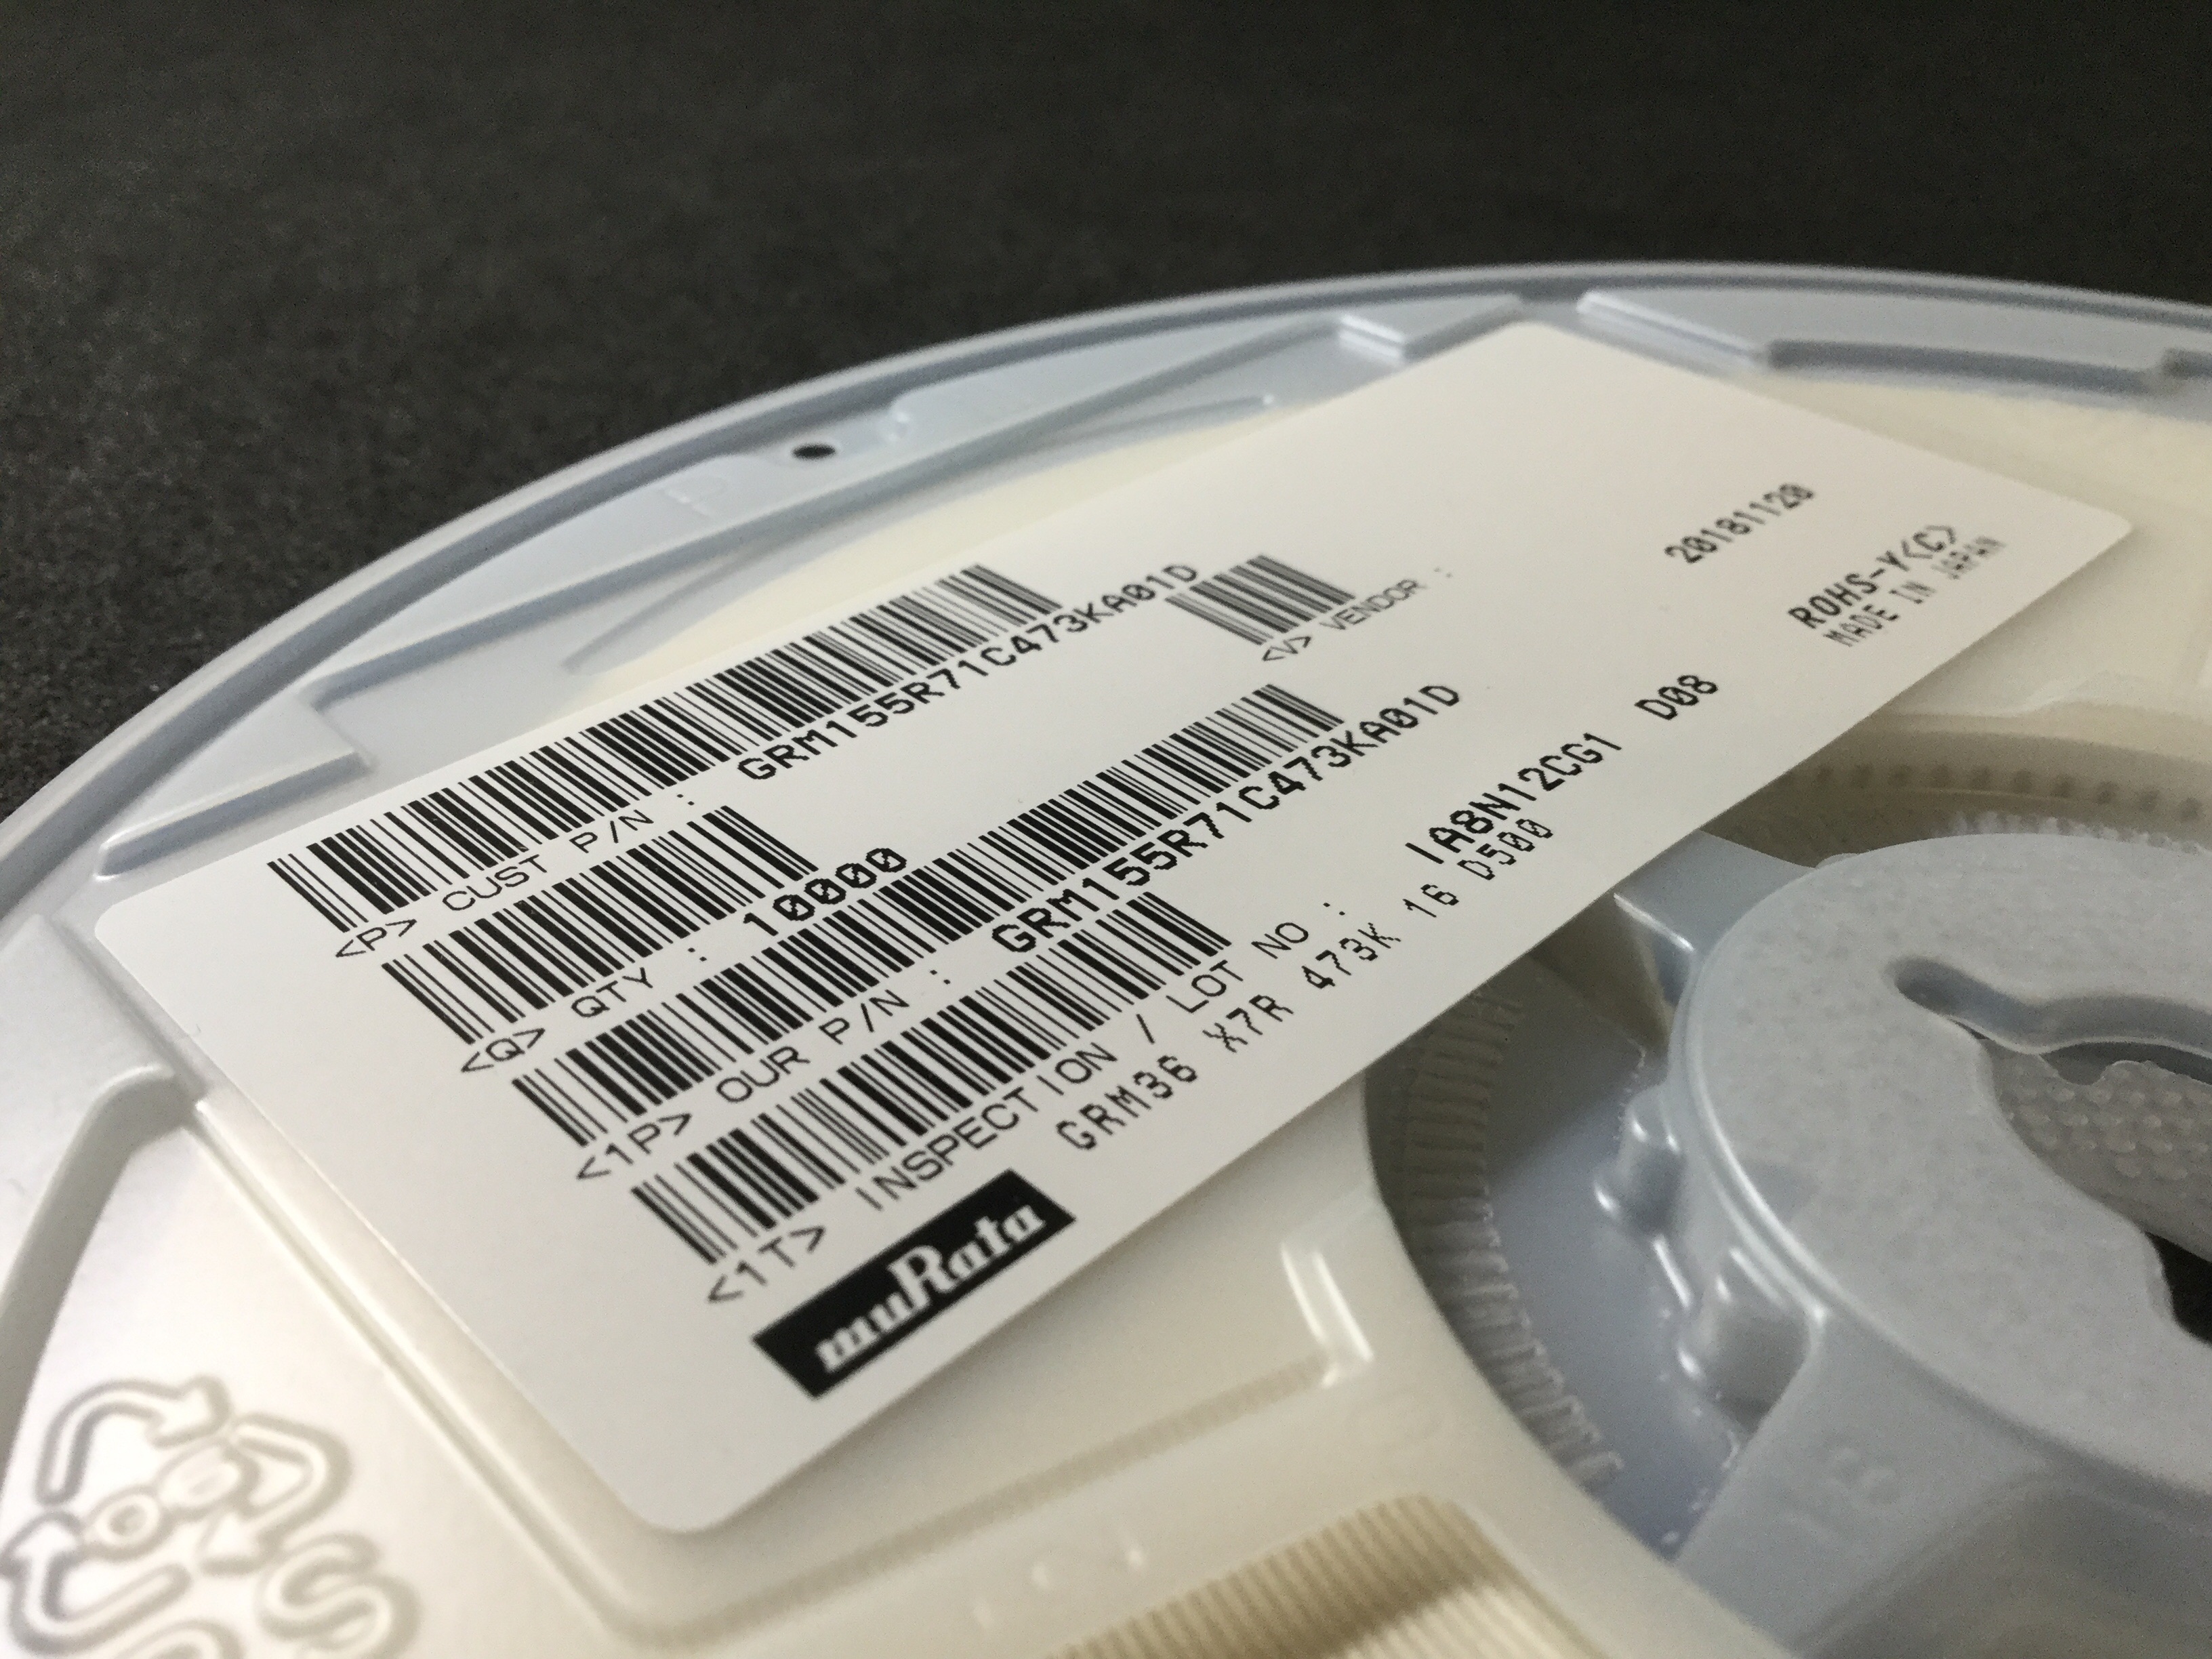 <P> CUST P/N : GRM155R71C473KA01D
<Q> QTY : 10000
<V> VENDOR :
<1P> OUR P/N : GRM155R71C473KA01D
20181120
<1T> INSPECTION / LOT NO : IA8N12CG1 D08
ROHS-Y<C>
GRM36 X7R 473K 16 D500
MADE IN JAPAN
muRata